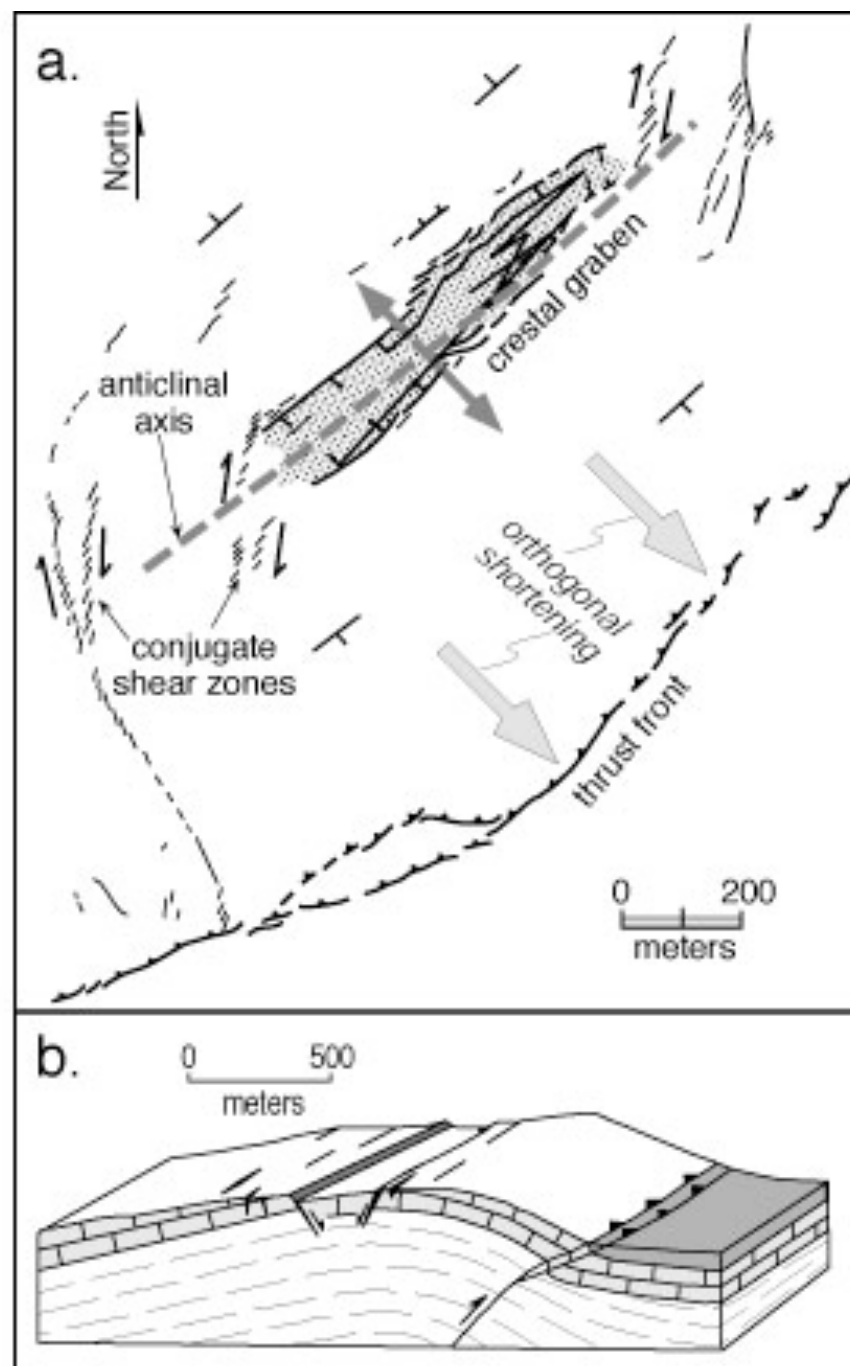 a.
North
crestal graben
anticlinal
axis
orthogonal
shortening
conjugate
shear zones
thrust front
0 200
meters
b.
0 500
meters